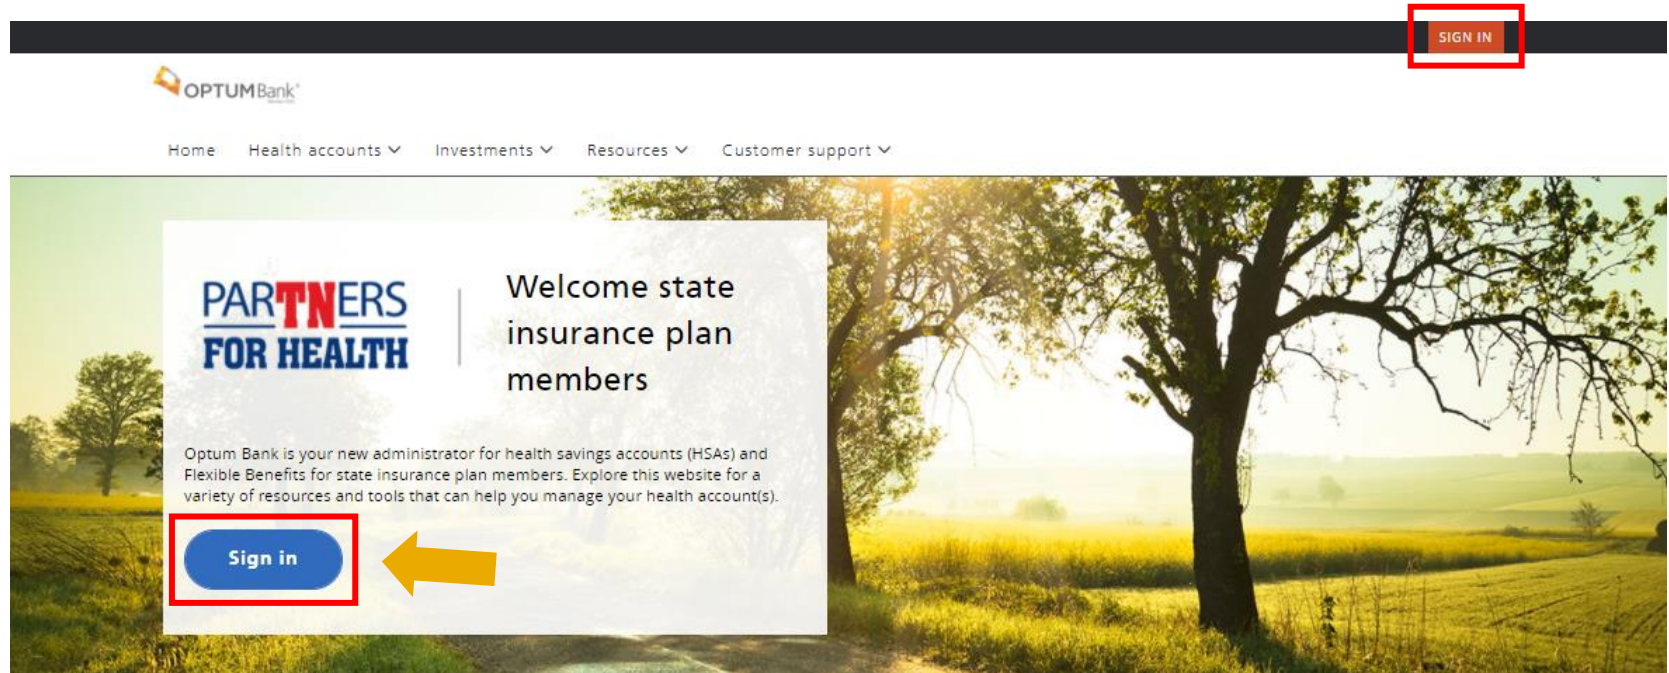 SIGN IN
OPTUM Bank
Home Health accounts Investments Resources Customer support
PARTNERS
FOR HEALTH
Welcome state
insurance plan
members
Optum Bank is your new administrator for health savings accounts (HSAs) and
Flexible Benefits for state insurance plan members. Explore this website for a
variety of resources and tools that can help you manage your health account(s).
Sign in